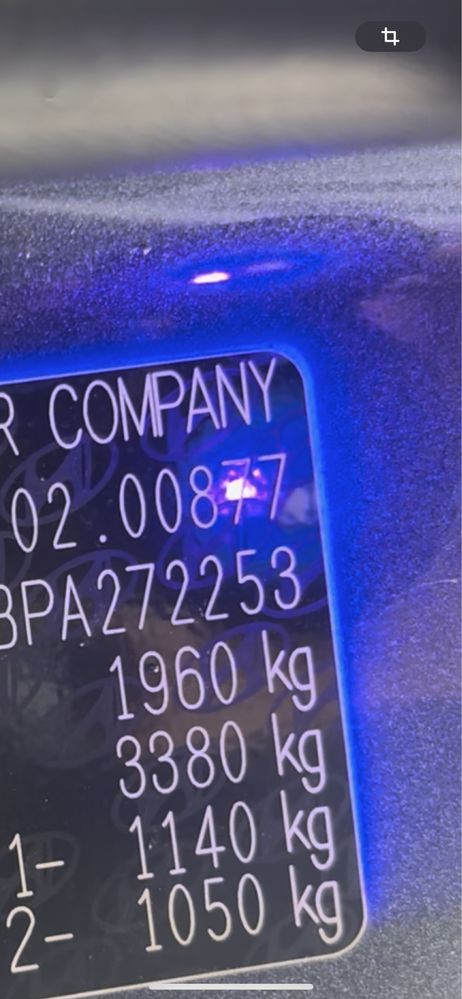 R COMPANY
02.00877
BPA272253
1960 kg
3380 kg
1- 1140 kg
2- 1050 kg